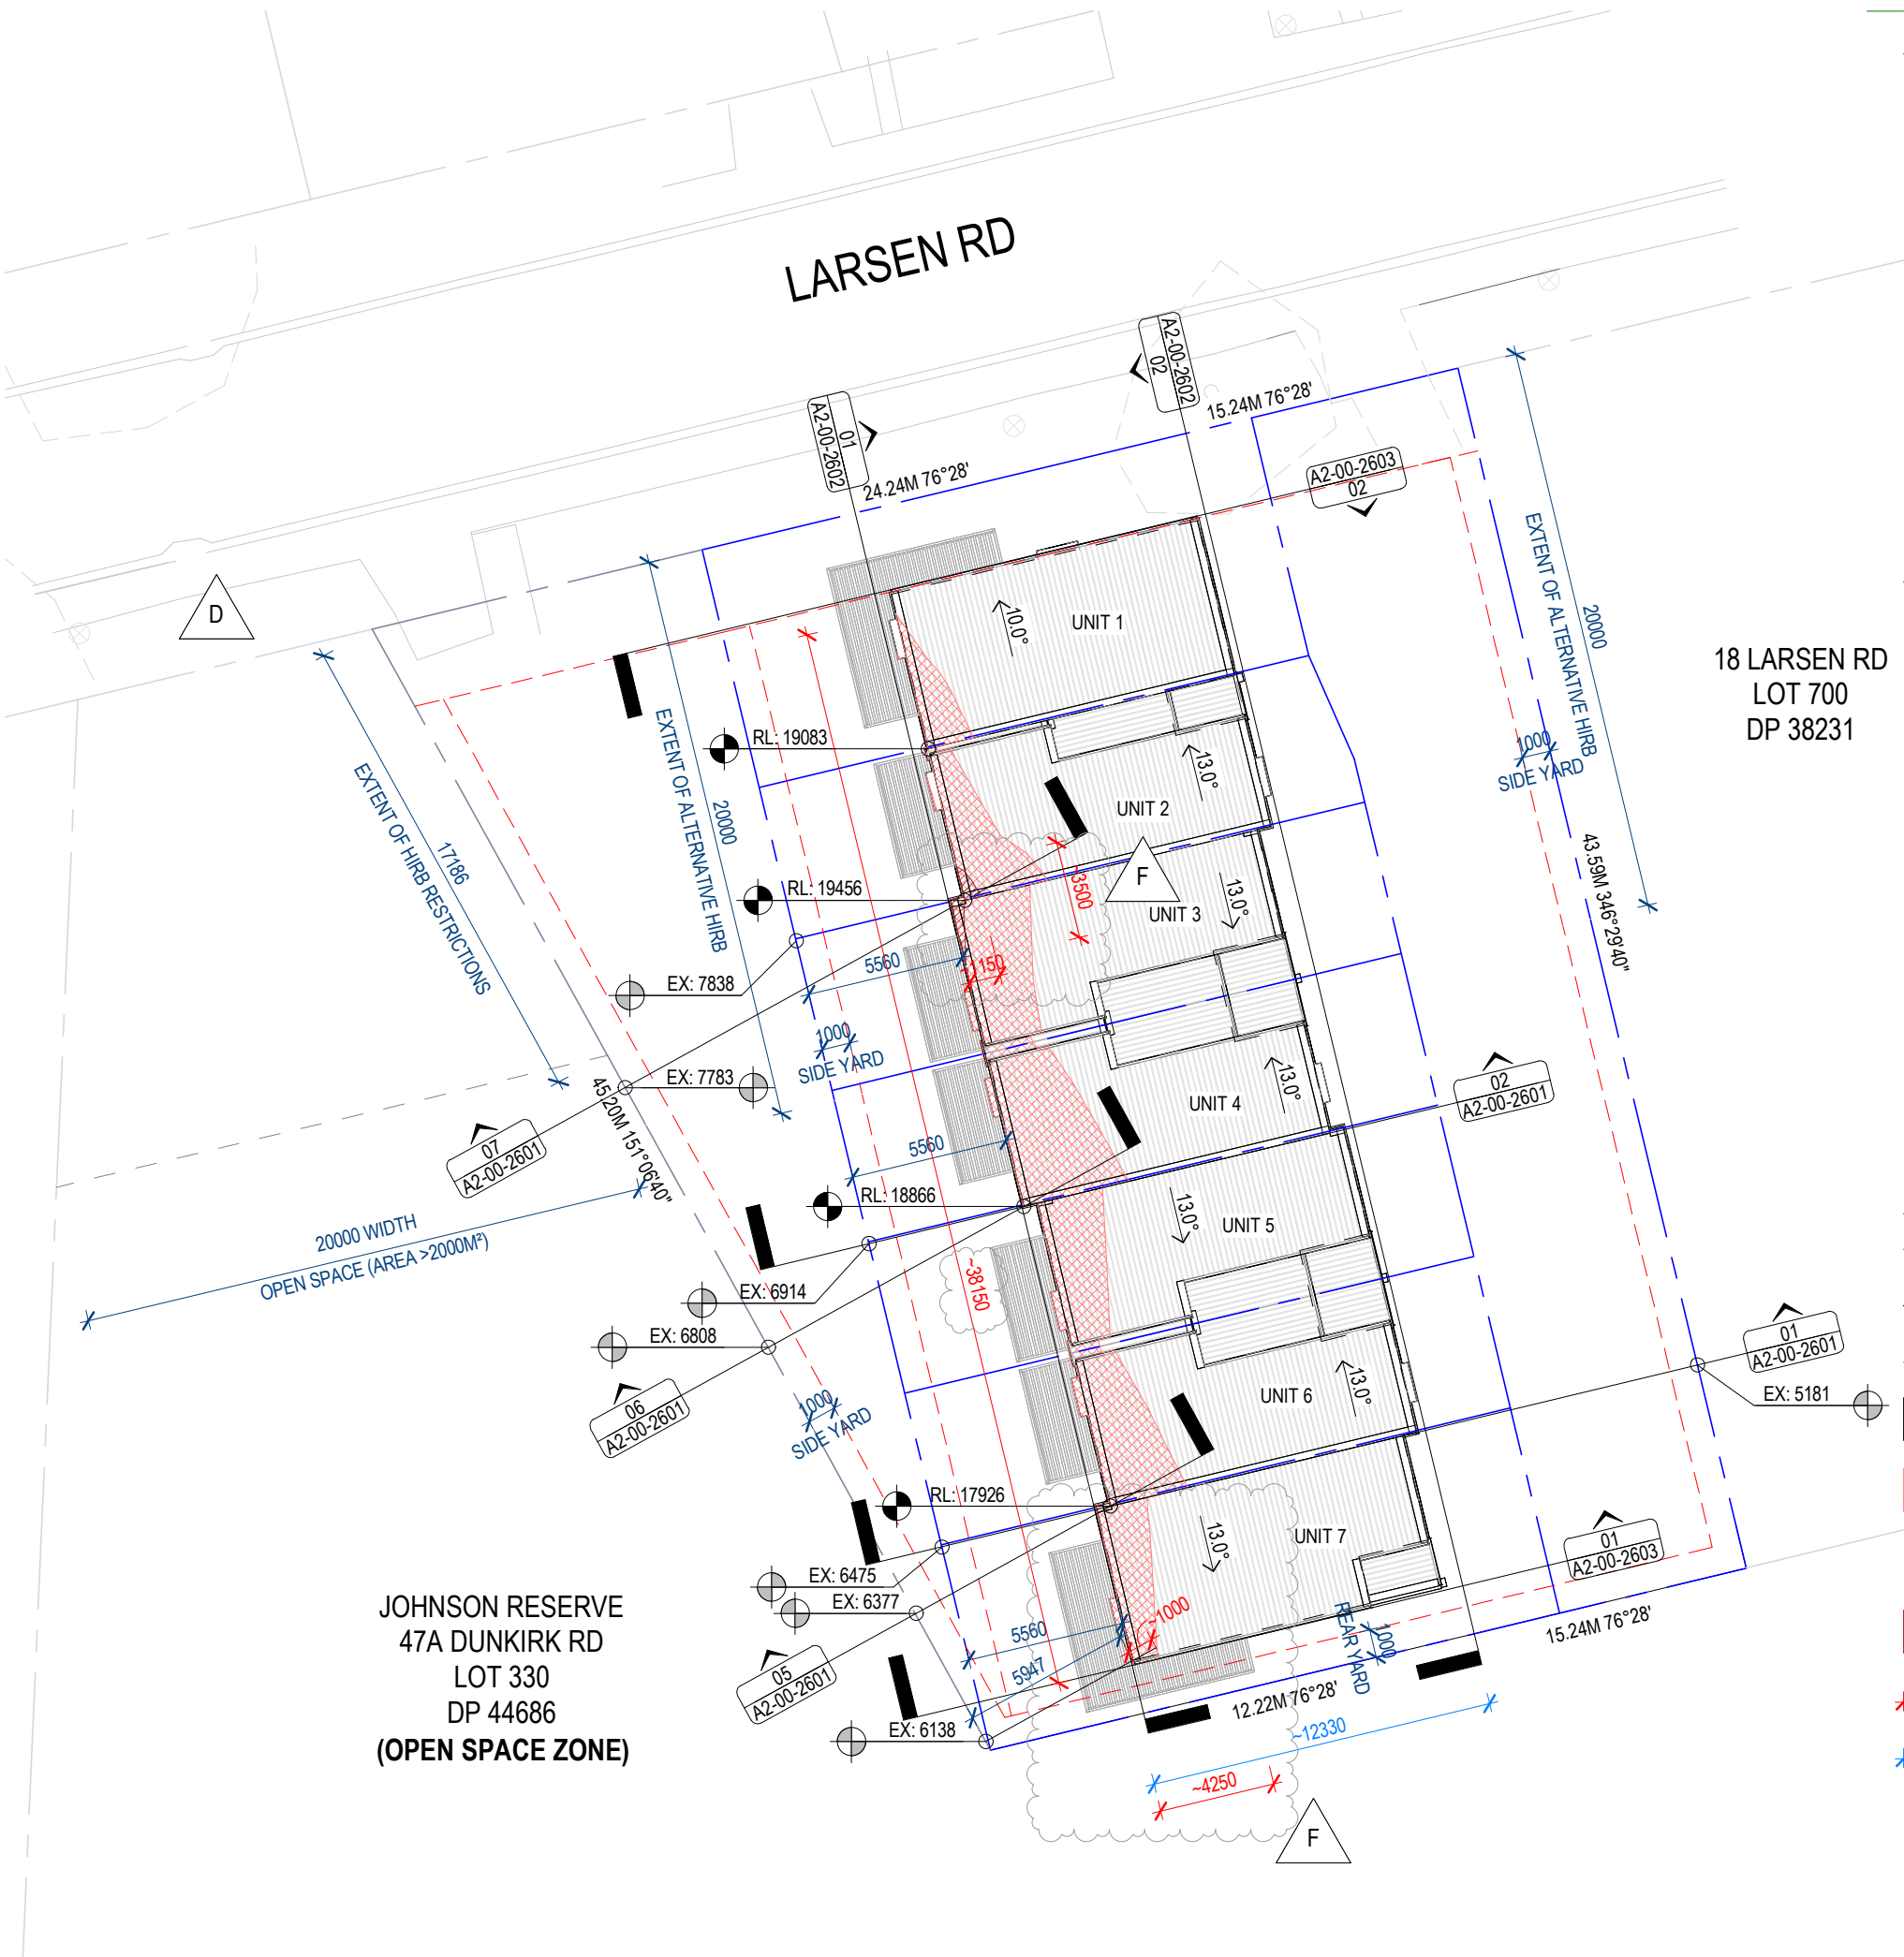 LARSEN RD
A2-00-2602
02
15.24M 76°28'
01
A2-00-2602
24.24M 76°28'
A2-00-2603
02
D
20000
EXTENT OF ALTERNATIVE HIRB
18 LARSEN RD
LOT 700
DP 38231
1000
SIDE YARD
43.59M 346°29'40"
UNIT 1
10.0°
17186
EXTENT OF HIRB RESTRICTIONS
20000
EXTENT OF ALTERNATIVE HIRB
RL: 19083
UNIT 2
13.0°
RL: 19456
~3500
F
UNIT 3
13.0°
EX: 7838
5560
~1150
1000
SIDE YARD
EX: 7783
45.20M 151°06'40"
07
A2-00-2601
UNIT 4
13.0°
02
A2-00-2601
5560
RL: 18866
20000 WIDTH
OPEN SPACE (AREA >2000M²)
13.0°
UNIT 5
~38150
EX: 6914
EX: 6808
06
A2-00-2601
1000
SIDE YARD
UNIT 6
13.0°
01
A2-00-2601
EX: 5181
RL: 17926
13.0°
UNIT 7
01
A2-00-2603
EX: 6475
EX: 6377
JOHNSON RESERVE
47A DUNKIRK RD
LOT 330
DP 44686
(OPEN SPACE ZONE)
05
A2-00-2601
5560
5947
~1000
REAR YARD
1000
15.24M 76°28'
EX: 6138
12.22M 76°28'
~12330
~4250
F